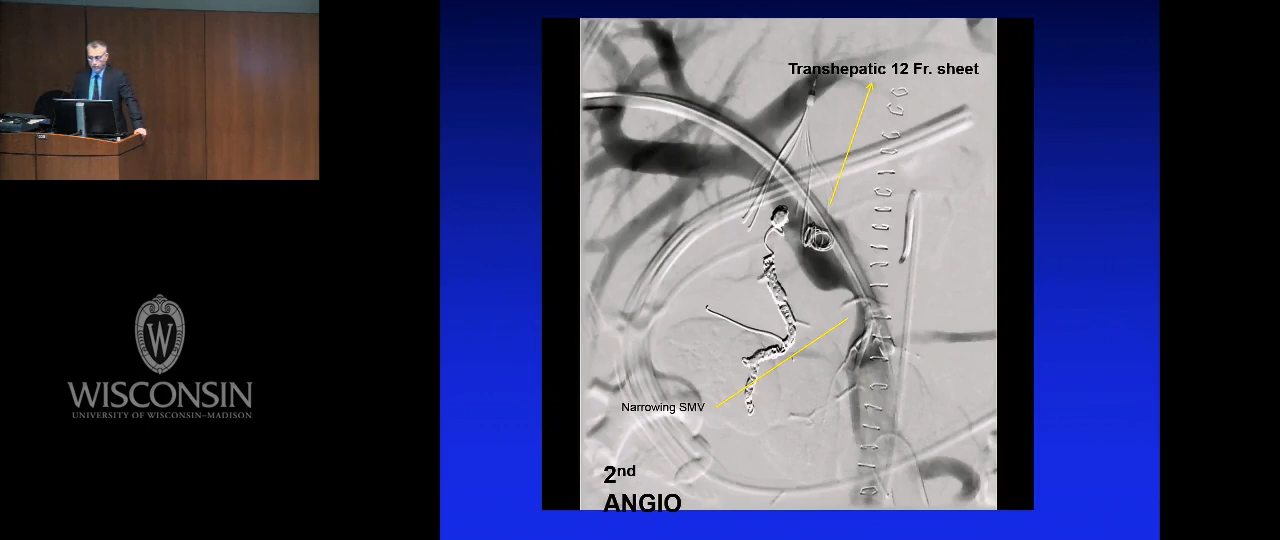 Transhepatic 12 Fr. sheet
Narrowing SMV
2nd
ANGIO
W
WISCONSIN
UNIVERSITY OF WISCONSIN–MADISON